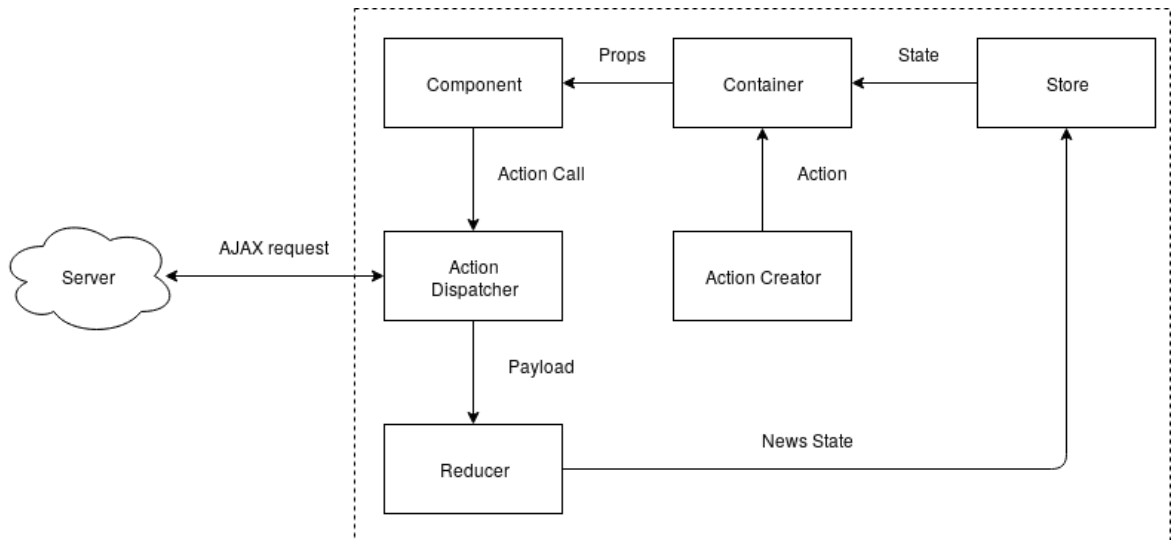 Props
State
Component
Container
Store
Action Call
Action
AJAX request
Server
Action
Dispatcher
Action Creator
Payload
News State
Reducer